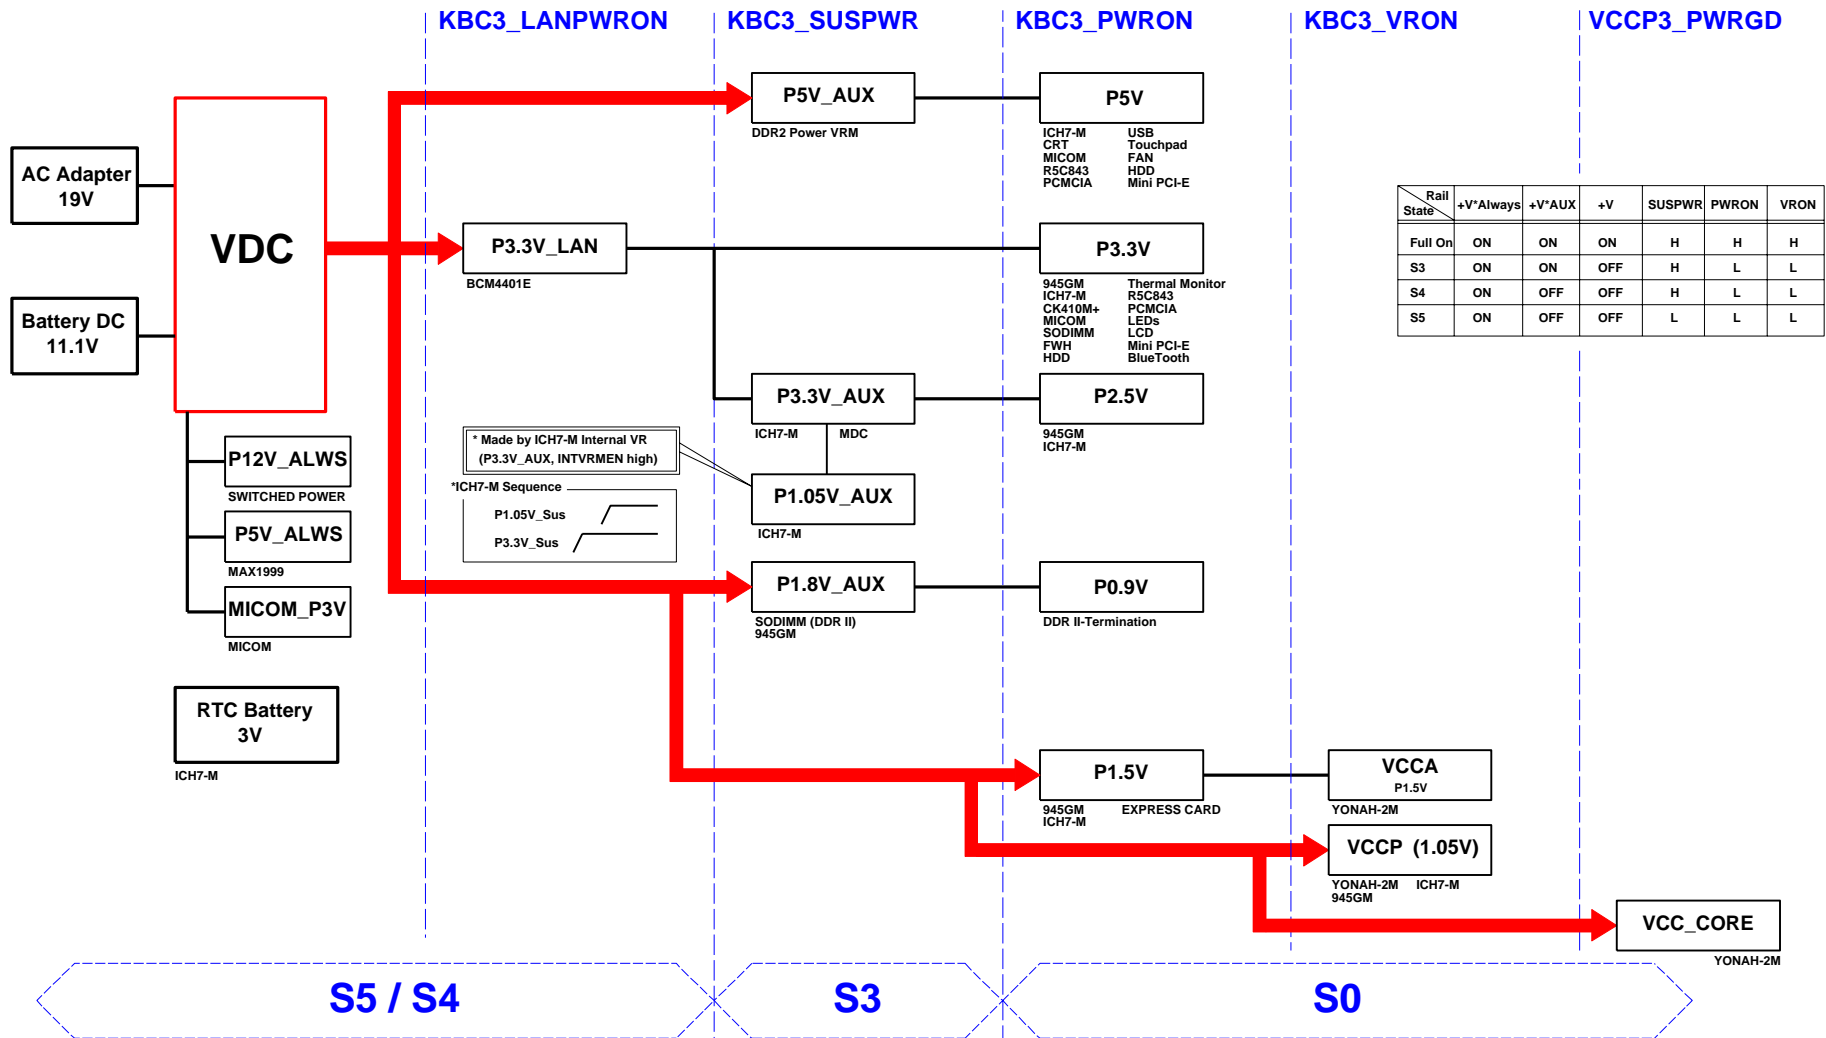 KBC3_LANPWRON KBC3_SUSPWR KBC3_PWRON KBC3_VRON VCCP3_PWRGD
AC Adapter
19V
Battery DC
11.1V
VDC
P12V_ALWS
SWITCHED POWER
P5V_ALWS
MAX1999
MICOM_P3V
MICOM
RTC Battery
3V
ICH7-M
P3.3V_LAN
BCM4401E
* Made by ICH7-M Internal VR
(P3.3V_AUX, INTVRMEN high)
*ICH7-M Sequence
P1.05V_Sus
P3.3V_Sus
P5V_AUX
DDR2 Power VRM
P3.3V_AUX
ICH7-M MDC
P1.05V_AUX
ICH7-M
P1.8V_AUX
SODIMM (DDR II)
945GM
P5V
ICH7-M USB
CRT Touchpad
MICOM FAN
R5C843 HDD
PCMCIA Mini PCI-E
P3.3V
945GM Thermal Monitor
ICH7-M R5C843
CK410M+ PCMCIA
MICOM LEDs
SODIMM LCD
FWH Mini PCI-E
HDD BlueTooth
P2.5V
945GM
ICH7-M
P0.9V
DDR II-Termination
P1.5V
945GM EXPRESS CARD
ICH7-M
VCCA
P1.5V
YONAH-2M
VCCP (1.05V)
YONAH-2M ICH7-M
945GM
VCC_CORE
YONAH-2M
Rail
State +V*Always +V*AUX +V SUSPWR PWRON VRON
Full On ON ON ON H H H
S3 ON ON OFF H L L
S4 ON OFF OFF H L L
S5 ON OFF OFF L L L
S5 / S4 S3 S0